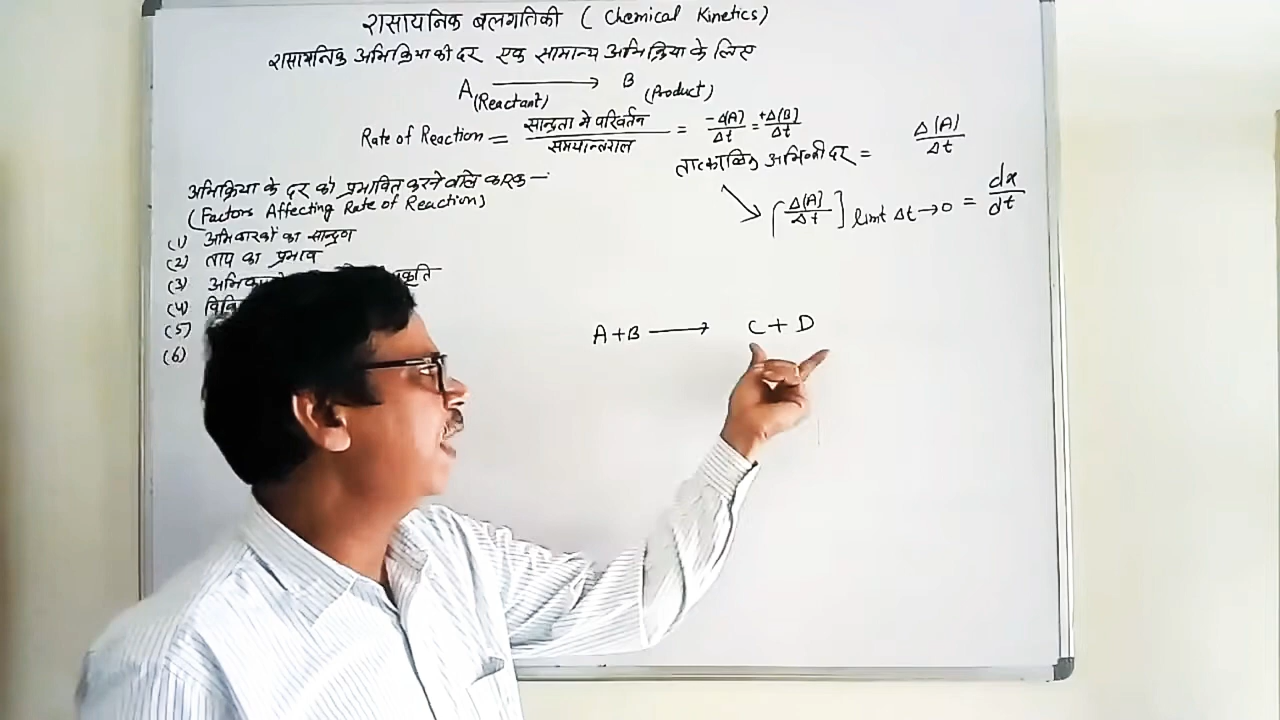 रासायनिक बलगतिकी ( Chemical Kinetics)
रासायनिक अभिक्रिया की दर एक सामान्य अभिक्रिया के लिए
A (Reactant) ⟶ B (Product)
Rate of Reaction = सान्द्रता मे परिवर्तन / समयान्तराल = -d[A]/Δt = +Δ[B]/Δt
तात्कालिक अभि० की दर = Δ[A]/Δt
[Δ[A]/Δt] limt Δt→0 = dx/dt
अभिक्रिया के दर को प्रभावित करने वाले कारक –
(Factors Affecting Rate of Reaction)
(1) अभिकारकों का सान्द्रण
(2) ताप का प्रभाव
(3)
(4)
(5)
(6)
A + B ⟶ C + D